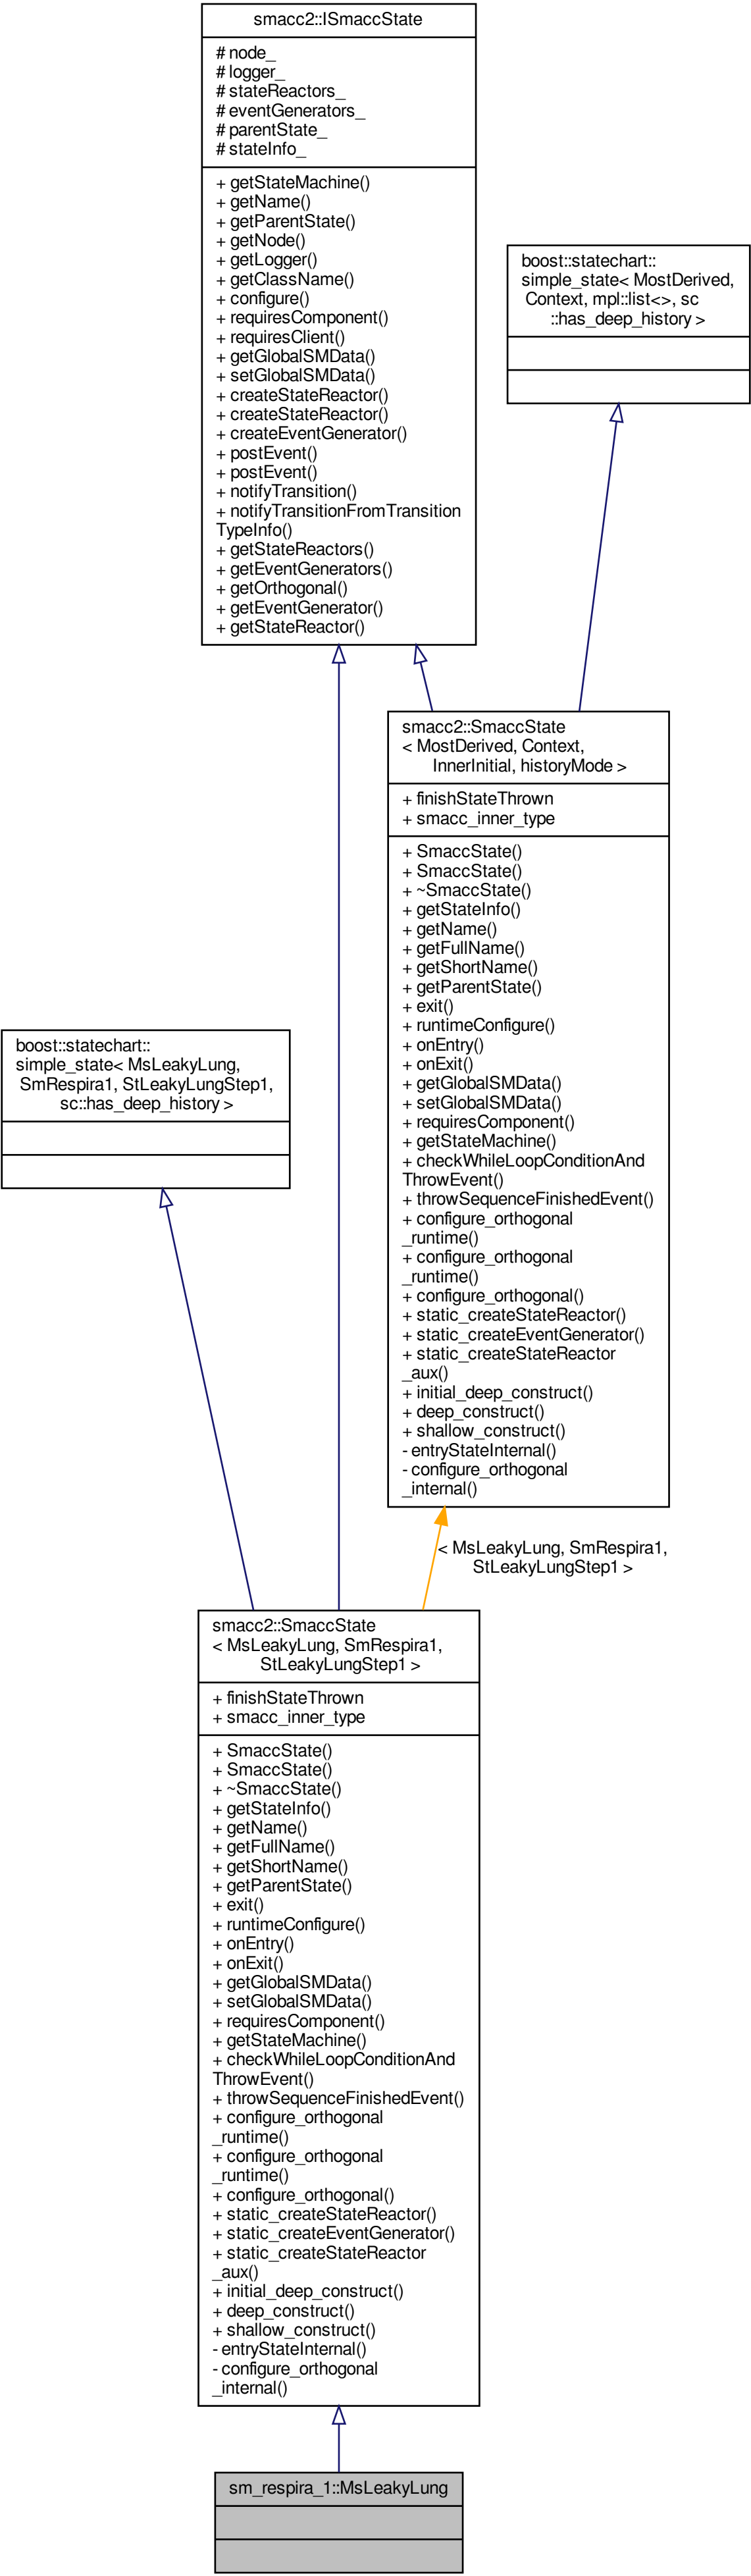 smacc2::ISmaccState
# node_
# logger_
# stateReactors_
# eventGenerators_
# parentState_
# stateInfo_
+ getStateMachine()
+ getName()
+ getParentState()
+ getNode()
+ getLogger()
+ getClassName()
+ configure()
+ requiresComponent()
+ requiresClient()
+ getGlobalSMData()
+ setGlobalSMData()
+ createStateReactor()
+ createStateReactor()
+ createEventGenerator()
+ postEvent()
+ postEvent()
+ notifyTransition()
+ notifyTransitionFromTransition
TypeInfo()
+ getStateReactors()
+ getEventGenerators()
+ getOrthogonal()
+ getEventGenerator()
+ getStateReactor()
boost::statechart::
simple_state< MostDerived,
Context, mpl::list<>, sc
::has_deep_history >
smacc2::SmaccState
< MostDerived, Context,
InnerInitial, historyMode >
+ finishStateThrown
+ smacc_inner_type
+ SmaccState()
+ SmaccState()
+ ~SmaccState()
+ getStateInfo()
+ getName()
+ getFullName()
+ getShortName()
+ getParentState()
+ exit()
+ runtimeConfigure()
+ onEntry()
+ onExit()
+ getGlobalSMData()
+ setGlobalSMData()
+ requiresComponent()
+ getStateMachine()
+ checkWhileLoopConditionAnd
ThrowEvent()
+ throwSequenceFinishedEvent()
+ configure_orthogonal
_runtime()
+ configure_orthogonal
_runtime()
+ configure_orthogonal()
+ static_createStateReactor()
+ static_createEventGenerator()
+ static_createStateReactor
_aux()
+ initial_deep_construct()
+ deep_construct()
+ shallow_construct()
- entryStateInternal()
- configure_orthogonal
_internal()
boost::statechart::
simple_state< MsLeakyLung,
SmRespira1, StLeakyLungStep1,
sc::has_deep_history >
< MsLeakyLung, SmRespira1,
StLeakyLungStep1 >
smacc2::SmaccState
< MsLeakyLung, SmRespira1,
StLeakyLungStep1 >
+ finishStateThrown
+ smacc_inner_type
+ SmaccState()
+ SmaccState()
+ ~SmaccState()
+ getStateInfo()
+ getName()
+ getFullName()
+ getShortName()
+ getParentState()
+ exit()
+ runtimeConfigure()
+ onEntry()
+ onExit()
+ getGlobalSMData()
+ setGlobalSMData()
+ requiresComponent()
+ getStateMachine()
+ checkWhileLoopConditionAnd
ThrowEvent()
+ throwSequenceFinishedEvent()
+ configure_orthogonal
_runtime()
+ configure_orthogonal
_runtime()
+ configure_orthogonal()
+ static_createStateReactor()
+ static_createEventGenerator()
+ static_createStateReactor
_aux()
+ initial_deep_construct()
+ deep_construct()
+ shallow_construct()
- entryStateInternal()
- configure_orthogonal
_internal()
sm_respira_1::MsLeakyLung